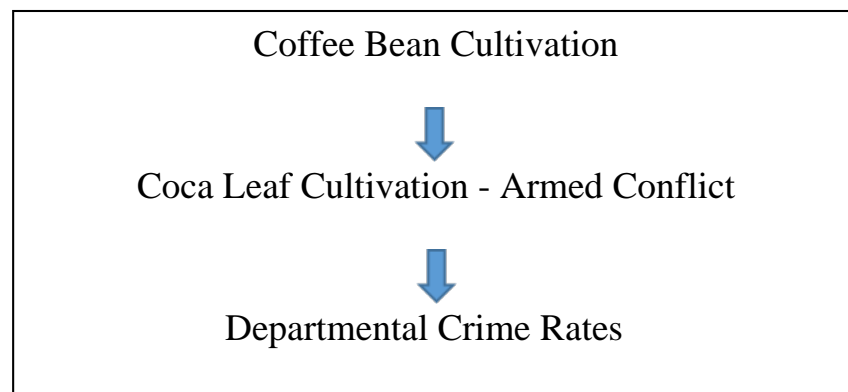 Coffee Bean Cultivation
Coca Leaf Cultivation - Armed Conflict
Departmental Crime Rates